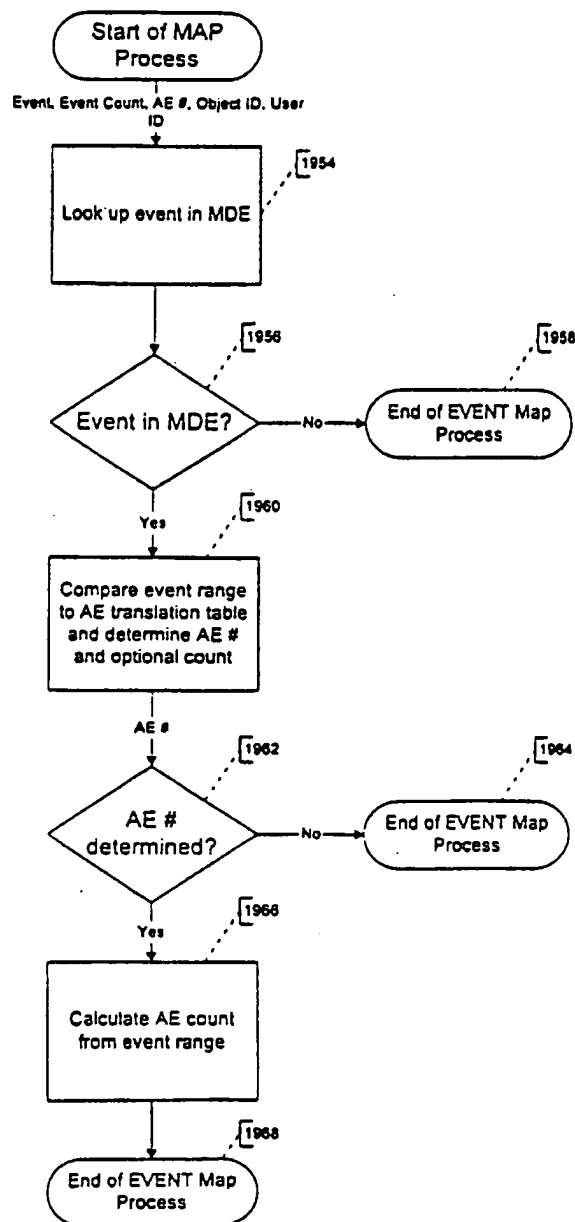 Start of MAP
Process
Event, Event Count, AE #, Object ID, User
ID
1954
Look up event in MDE
1956
1958
Event in MDE?
No
End of EVENT Map
Process
Yes
1960
Compare event range
to AE translation table
and determine AE #
and optional count
AE #
1962
1964
AE #
determined?
No
End of EVENT Map
Process
Yes
1966
Calculate AE count
from event range
1968
End of EVENT Map
Process